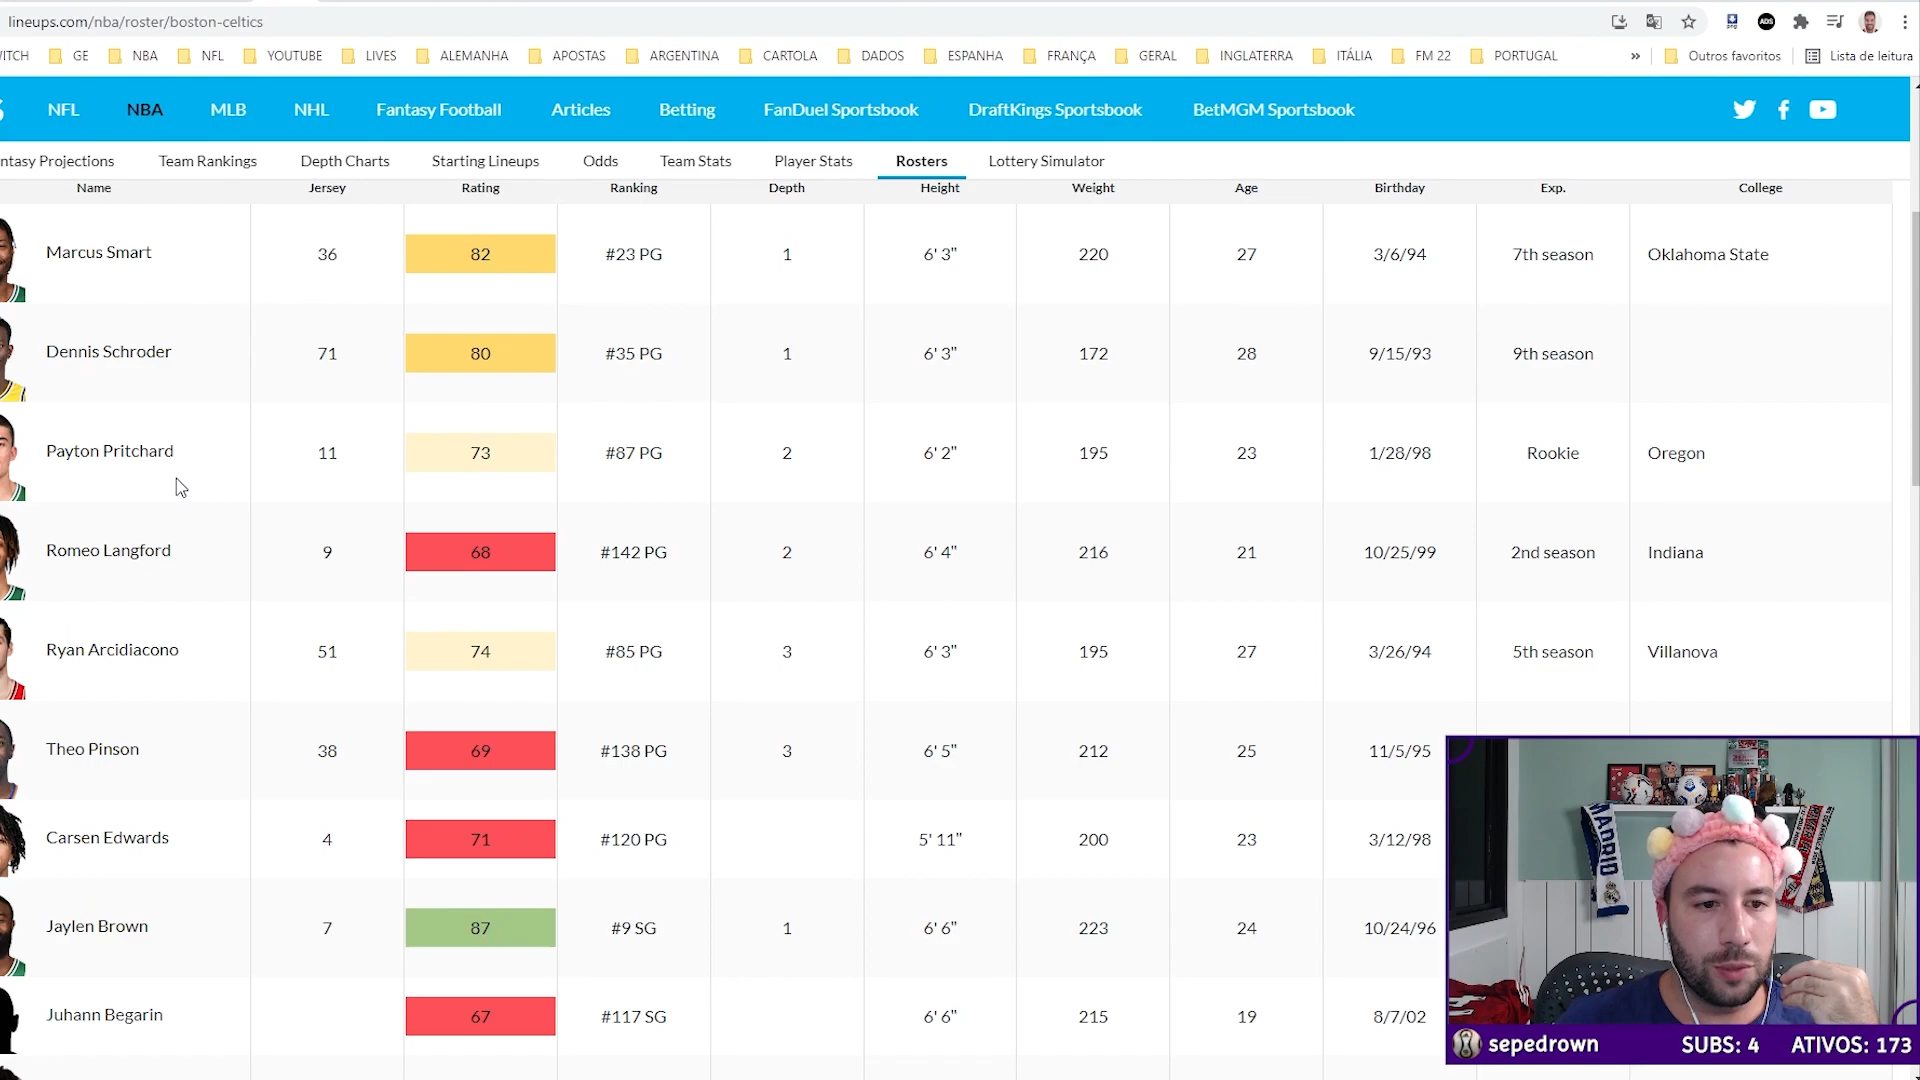 lineups.com/nba/roster/boston-celtics
GE NBA NFL YOUTUBE LIVES ALEMANHA APOSTAS ARGENTINA CARTOLA DADOS ESPANHA FRANÇA GERAL INGLATERRA ITÁLIA FM 22 PORTUGAL » Outros favoritos Lista de leitura
NFL NBA MLB NHL Fantasy Football Articles Betting FanDuel Sportsbook DraftKings Sportsbook BetMGM Sportsbook
ntasy Projections Team Rankings Depth Charts Starting Lineups Odds Team Stats Player Stats Rosters Lottery Simulator
Name Jersey Rating Ranking Depth Height Weight Age Birthday Exp. College
Marcus Smart 36 82 #23 PG 1 6' 3" 220 27 3/6/94 7th season Oklahoma State
Dennis Schroder 71 80 #35 PG 1 6' 3" 172 28 9/15/93 9th season
Payton Pritchard 11 73 #87 PG 2 6' 2" 195 23 1/28/98 Rookie Oregon
Romeo Langford 9 68 #142 PG 2 6' 4" 216 21 10/25/99 2nd season Indiana
Ryan Arcidiacono 51 74 #85 PG 3 6' 3" 195 27 3/26/94 5th season Villanova
Theo Pinson 38 69 #138 PG 3 6' 5" 212 25 11/5/95
Carsen Edwards 4 71 #120 PG 5' 11" 200 23 3/12/98
Jaylen Brown 7 87 #9 SG 1 6' 6" 223 24 10/24/96
Juhann Begarin 67 #117 SG 6' 6" 215 19 8/7/02
MADRID
sepedrown SUBS: 4 ATIVOS: 173